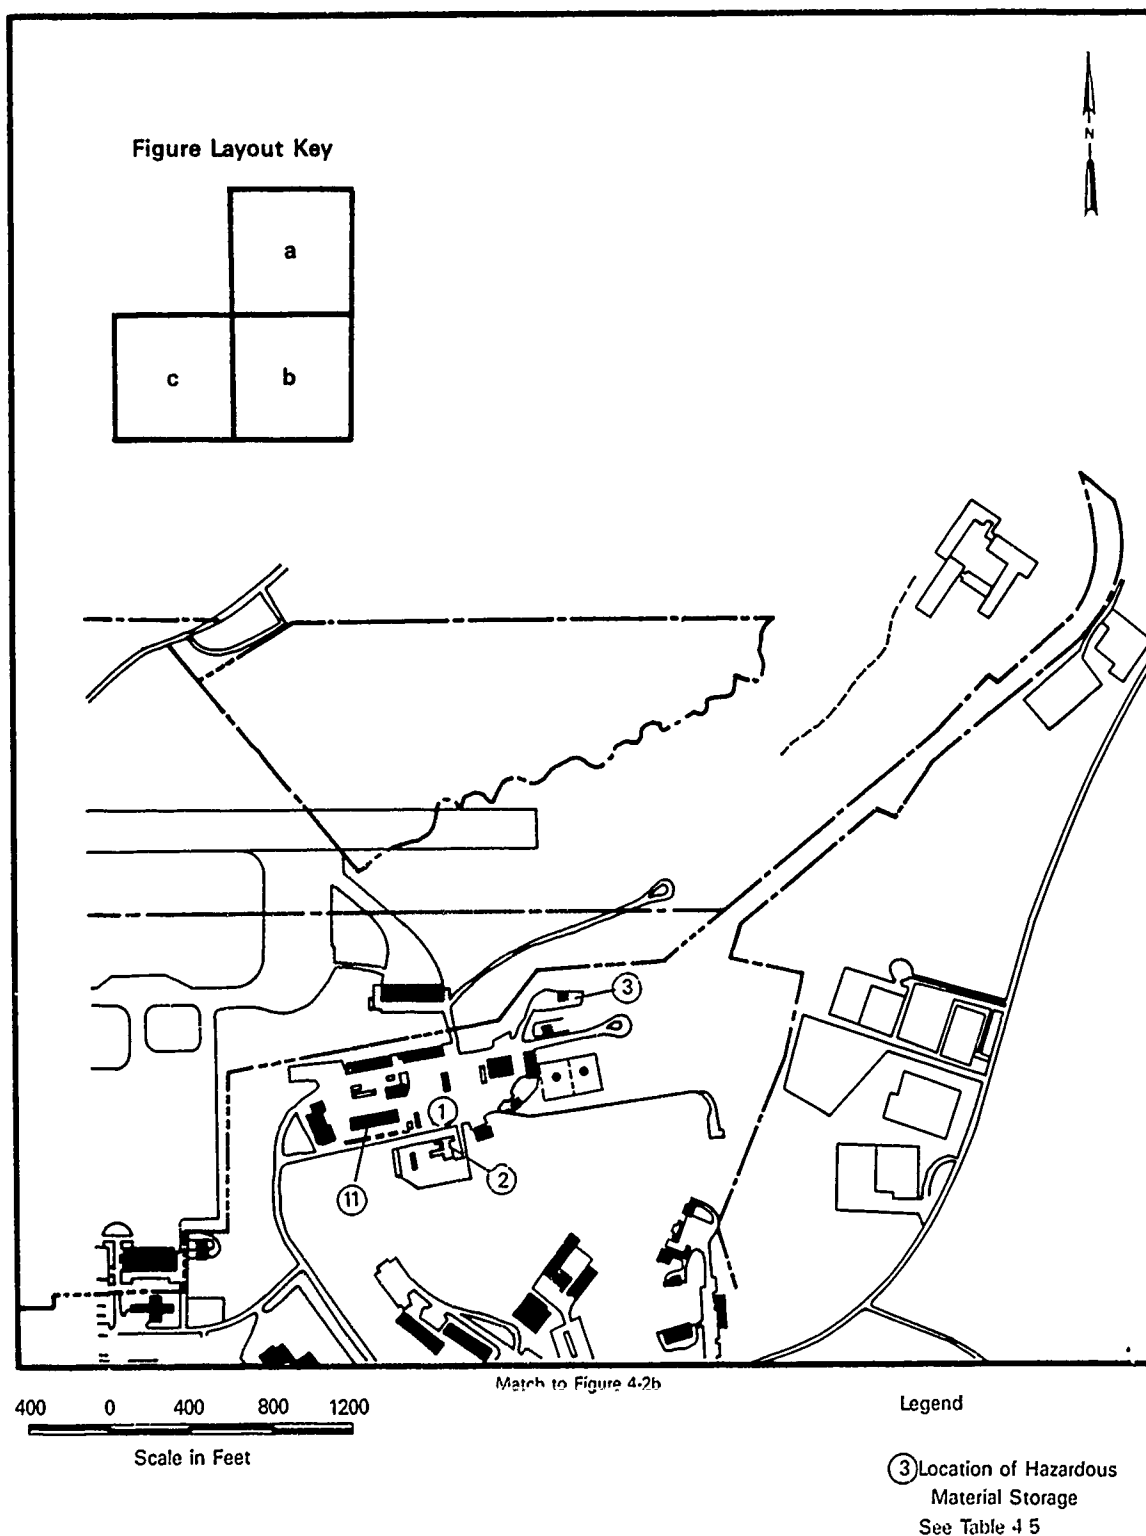 N
Figure Layout Key
a
c b
3
1
2
11
Match to Figure 4-2b
400 0 400 800 1200
Scale in Feet
Legend
3 Location of Hazardous
Material Storage
See Table 4 5